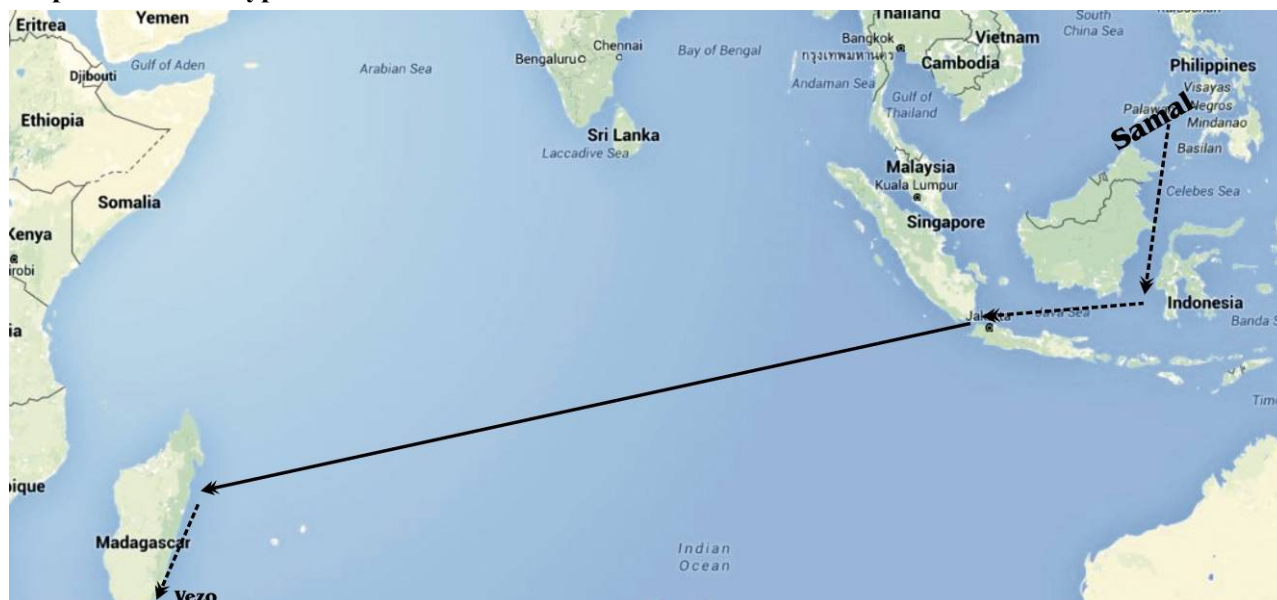 Eritrea
Yemen
Djibouti
Gulf of Aden
Ethiopia
Somalia
Kenya
Arabian Sea
Bengaluru
Chennai
Bay of Bengal
Sri Lanka
Laccadive Sea
Thailand
Bangkok
กรุงเทพมหานคร
Vietnam
Cambodia
Andaman Sea
Gulf of
Thailand
South
China Sea
Philippines
Visayas
Negros
Mindanao
Basilan
Samal
Malaysia
Kuala Lumpur
Singapore
Celebes Sea
Indonesia
Java Sea
Banda S
Madagascar
Vezo
Indian
Ocean